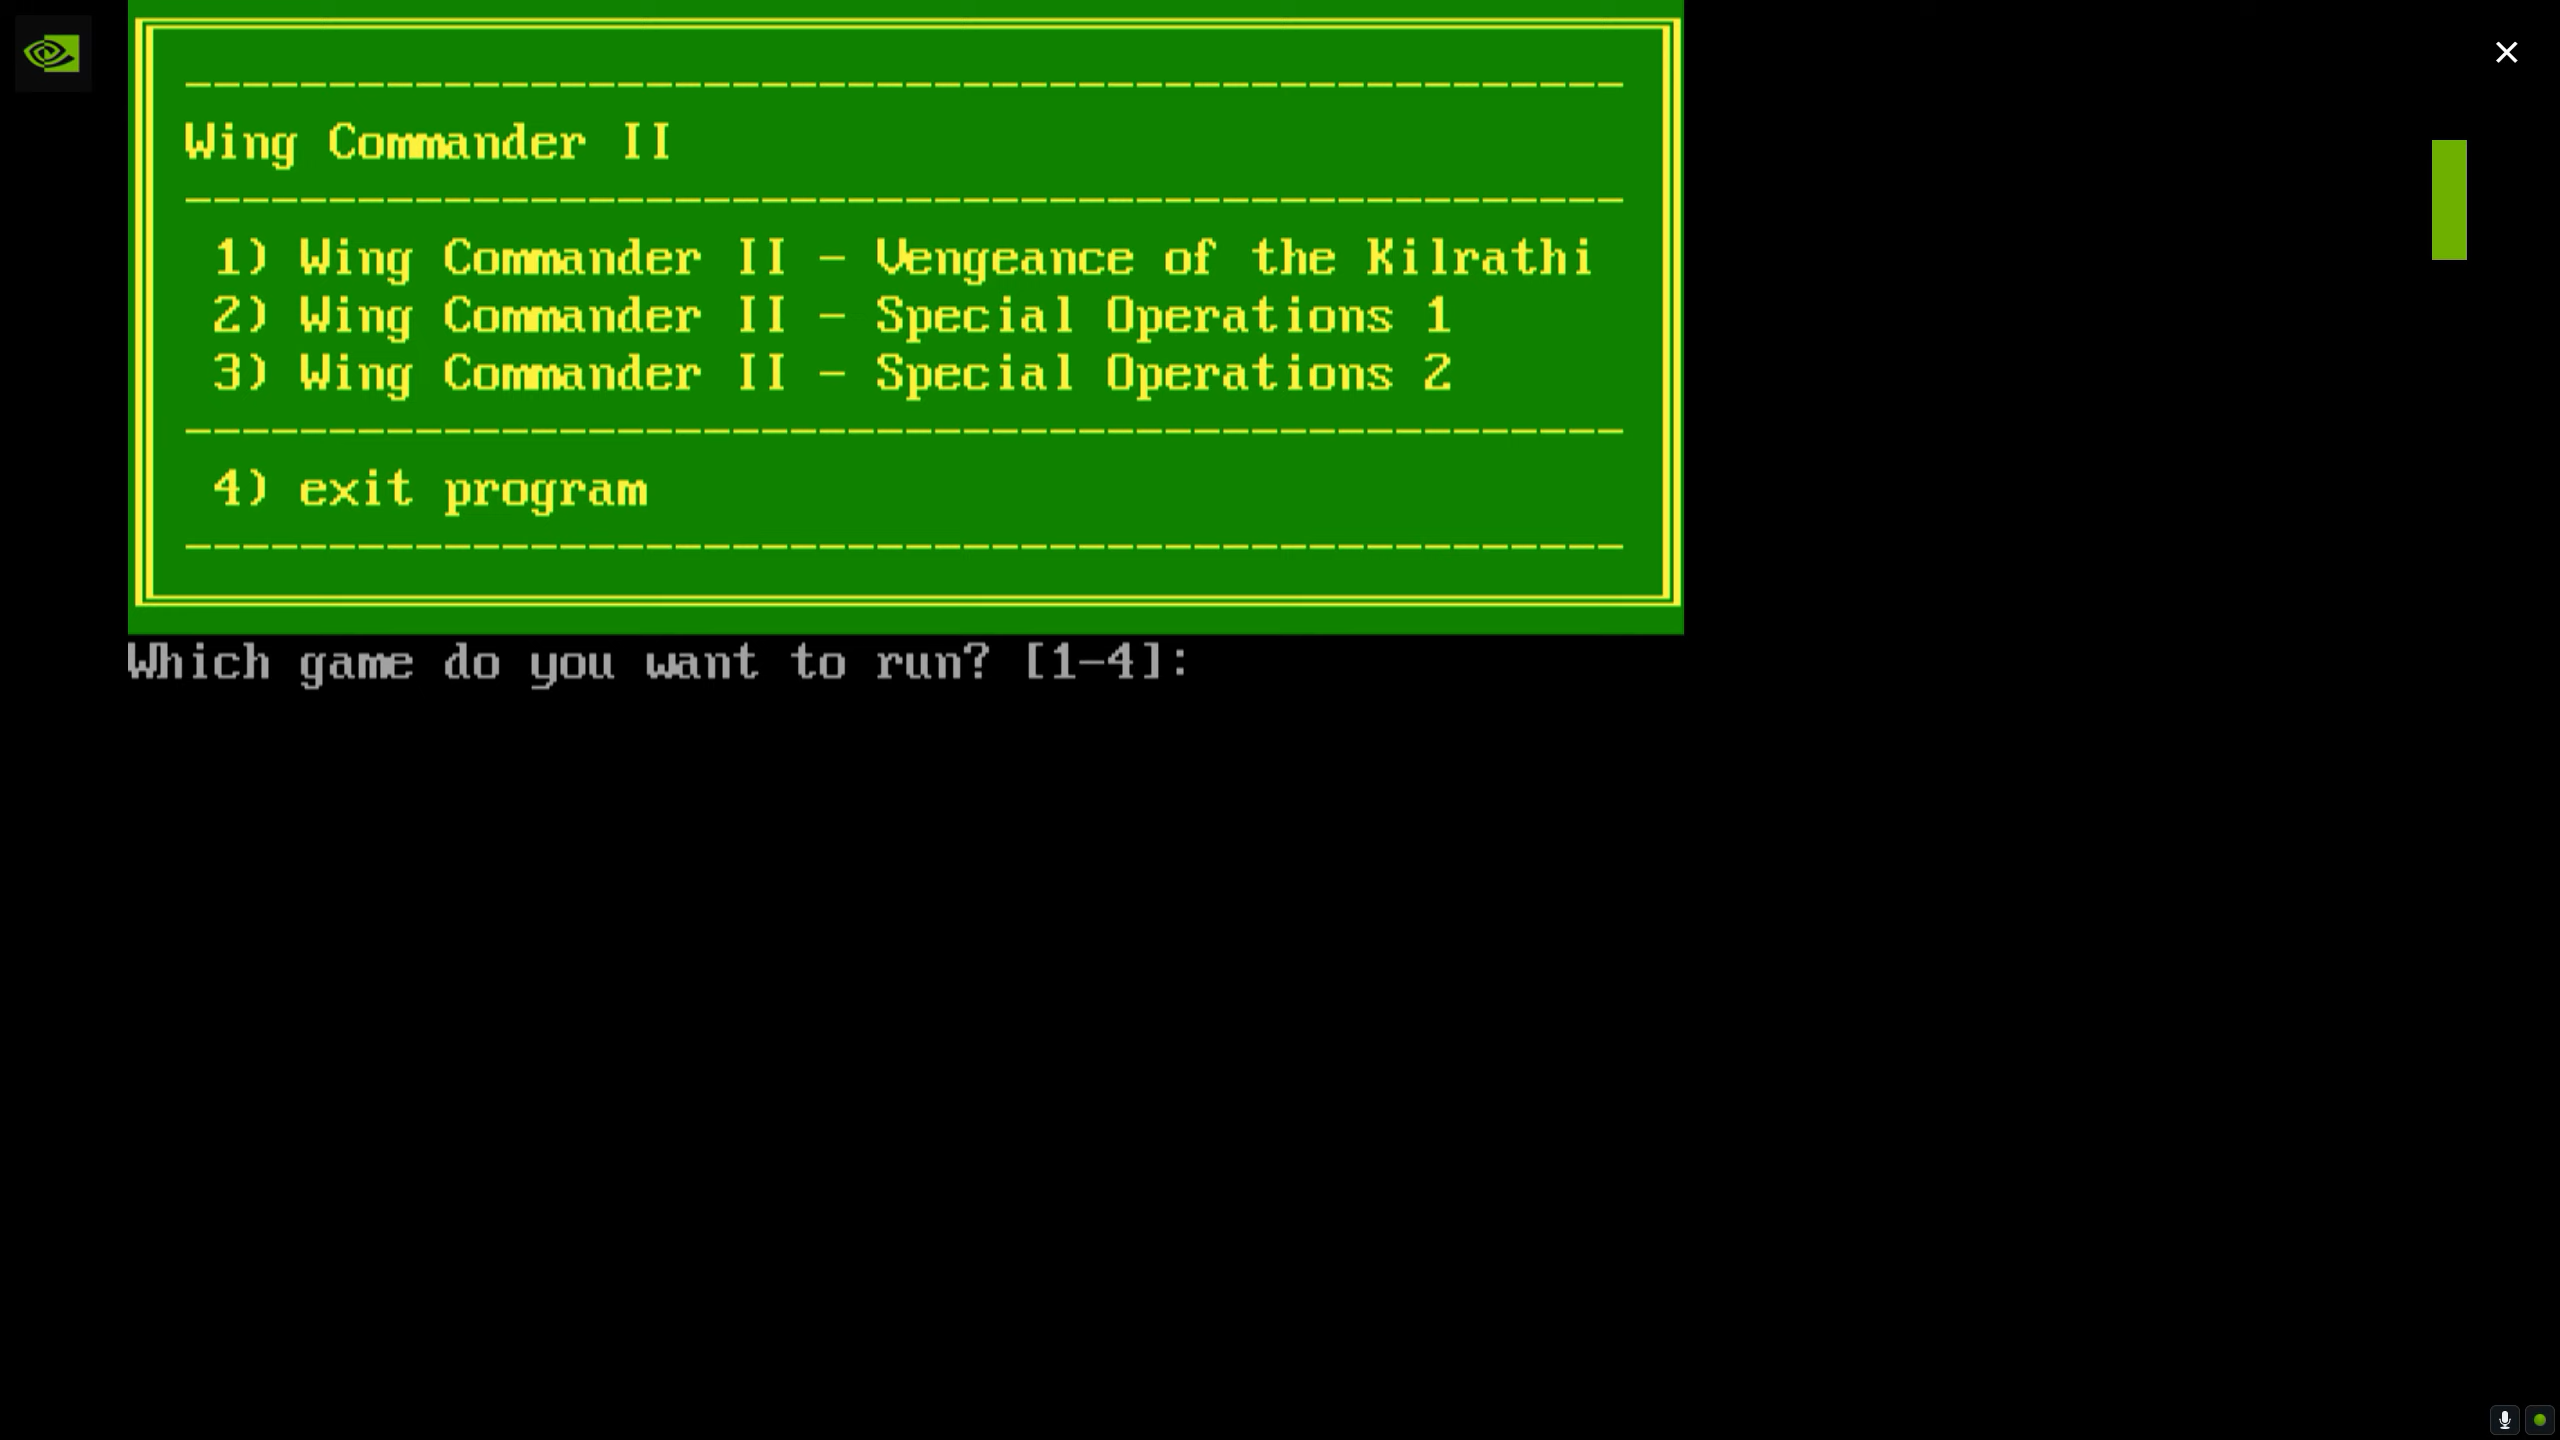 Wing Commander II
1) Wing Commander II - Vengeance of the Kilrathi
2) Wing Commander II - Special Operations 1
3) Wing Commander II - Special Operations 2
4) exit program
Which game do you want to run? [1-4]: